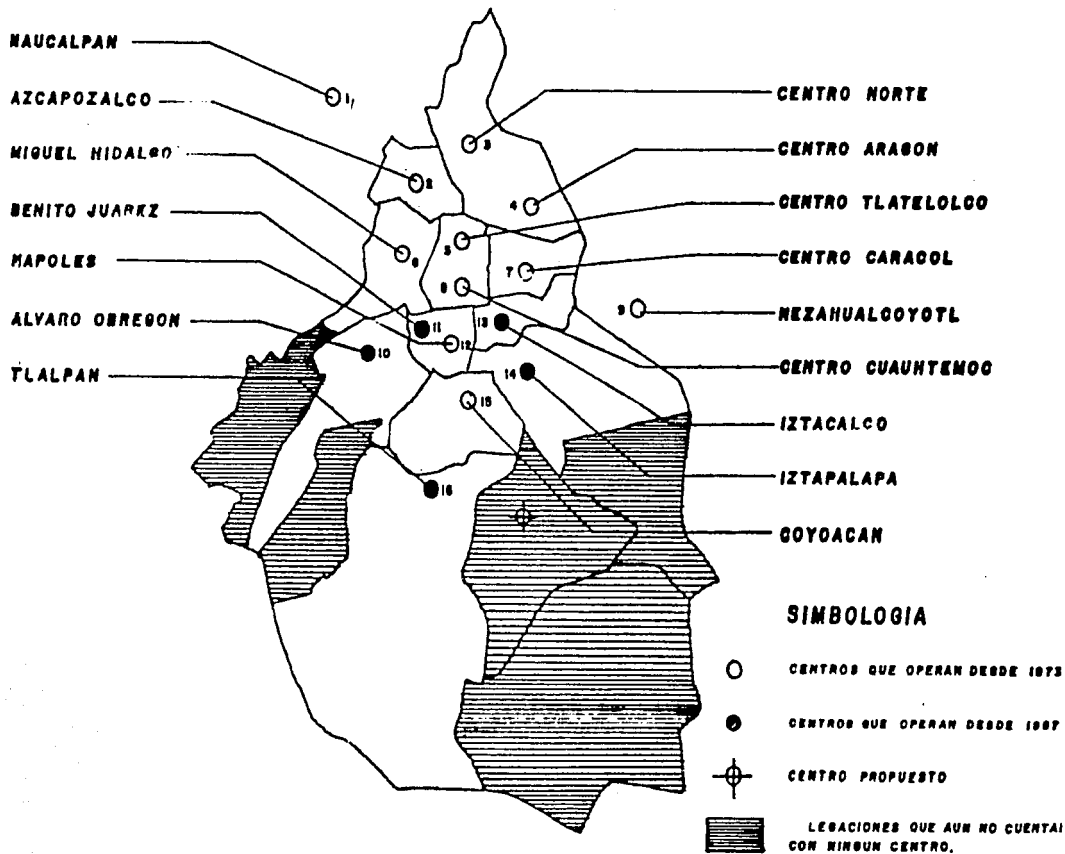 NAUCALPAN
AZCAPOZALCO
MIGUEL HIDALGO
BENITO JUAREZ
MAPOLES
ALVARO OBREGON
TLALPAN
CENTRO NORTE
CENTRO ARAGON
CENTRO TLATELOLCO
CENTRO CARACOL
NEZAHUALCOYOTL
CENTRO CUAUHTEMOC
IZTACALCO
IZTAPALAPA
COYOACAN
1
2
3
4
5
6
7
8
9
10
11
12
13
14
15
16
SIMBOLOGIA
CENTROS QUE OPERAN DESDE 1973
CENTROS QUE OPERAN DESDE 1987
CENTRO PROPUESTO
LEGACIONES QUE AUN NO CUENTAN
CON NINGUN CENTRO.